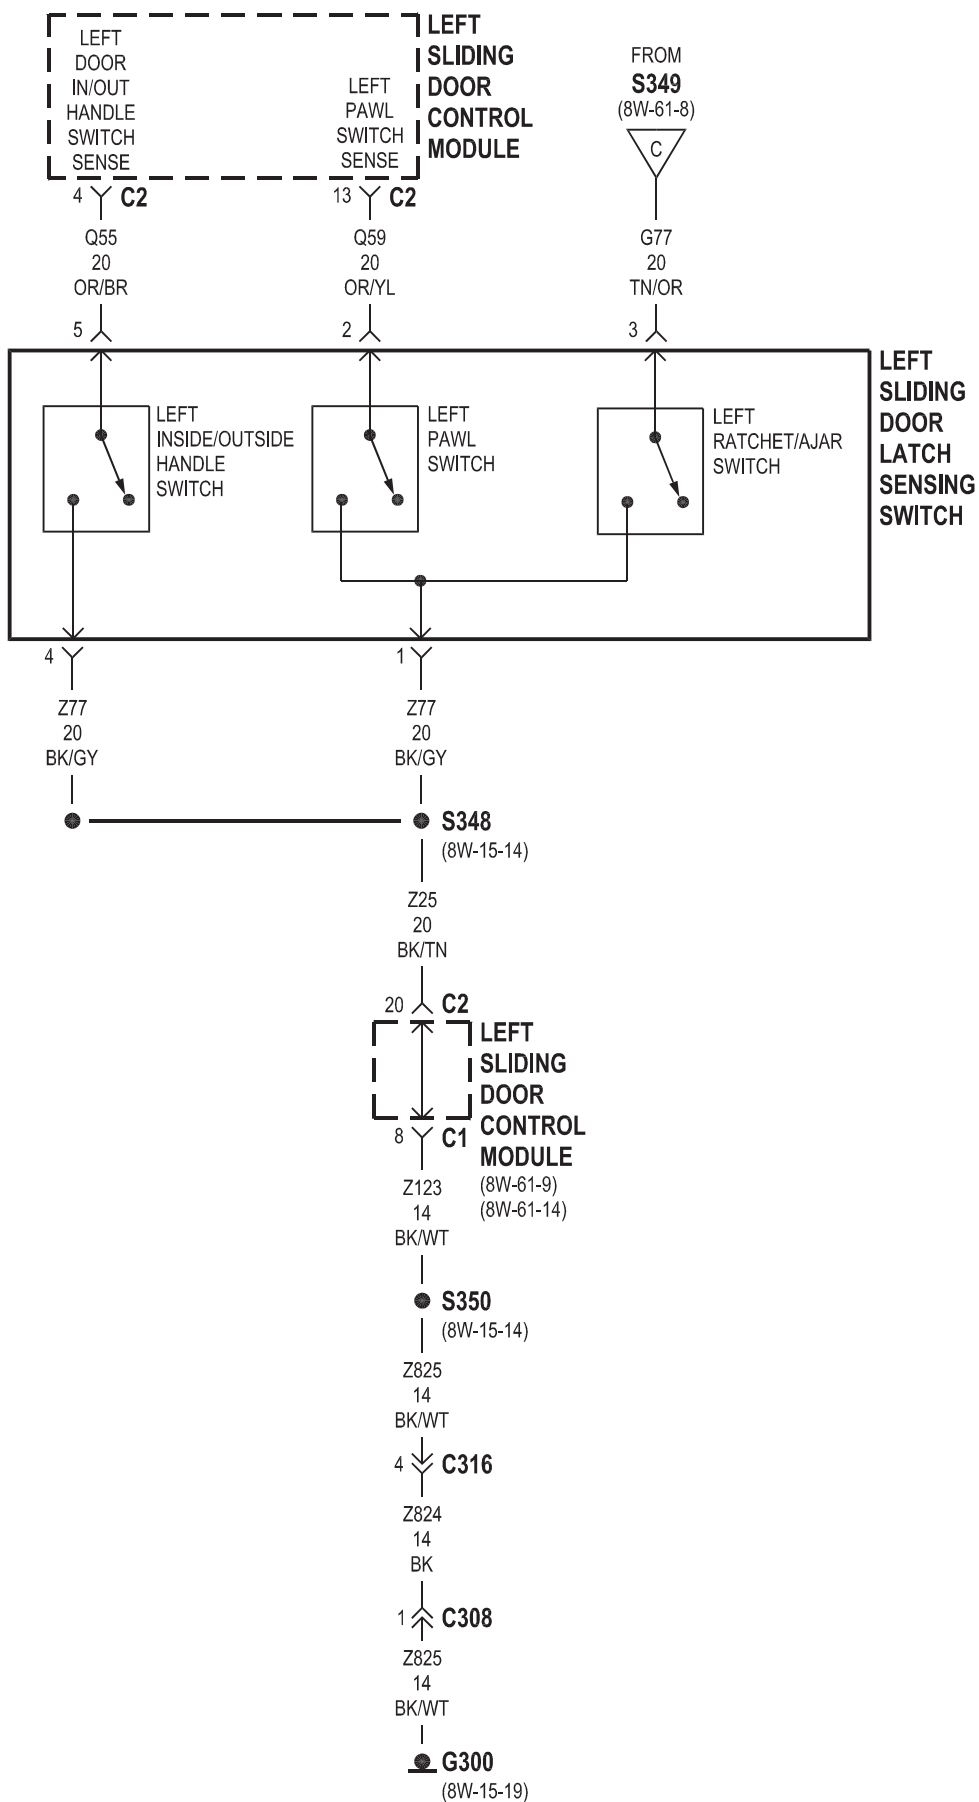 LEFT
DOOR
IN/OUT
HANDLE
SWITCH
SENSE
LEFT
PAWL
SWITCH
SENSE
LEFT
SLIDING
DOOR
CONTROL
MODULE
FROM
S349
(8W-61-8)
C
4 C2
13 C2
Q55
20
OR/BR
Q59
20
OR/YL
G77
20
TN/OR
5
2
3
LEFT
INSIDE/OUTSIDE
HANDLE
SWITCH
LEFT
PAWL
SWITCH
LEFT
RATCHET/AJAR
SWITCH
LEFT
SLIDING
DOOR
LATCH
SENSING
SWITCH
4
1
Z77
20
BK/GY
Z77
20
BK/GY
S348
(8W-15-14)
Z25
20
BK/TN
20 C2
LEFT
SLIDING
DOOR
CONTROL
MODULE
(8W-61-9)
(8W-61-14)
8 C1
Z123
14
BK/WT
S350
(8W-15-14)
Z825
14
BK/WT
4 C316
Z824
14
BK
1 C308
Z825
14
BK/WT
G300
(8W-15-19)